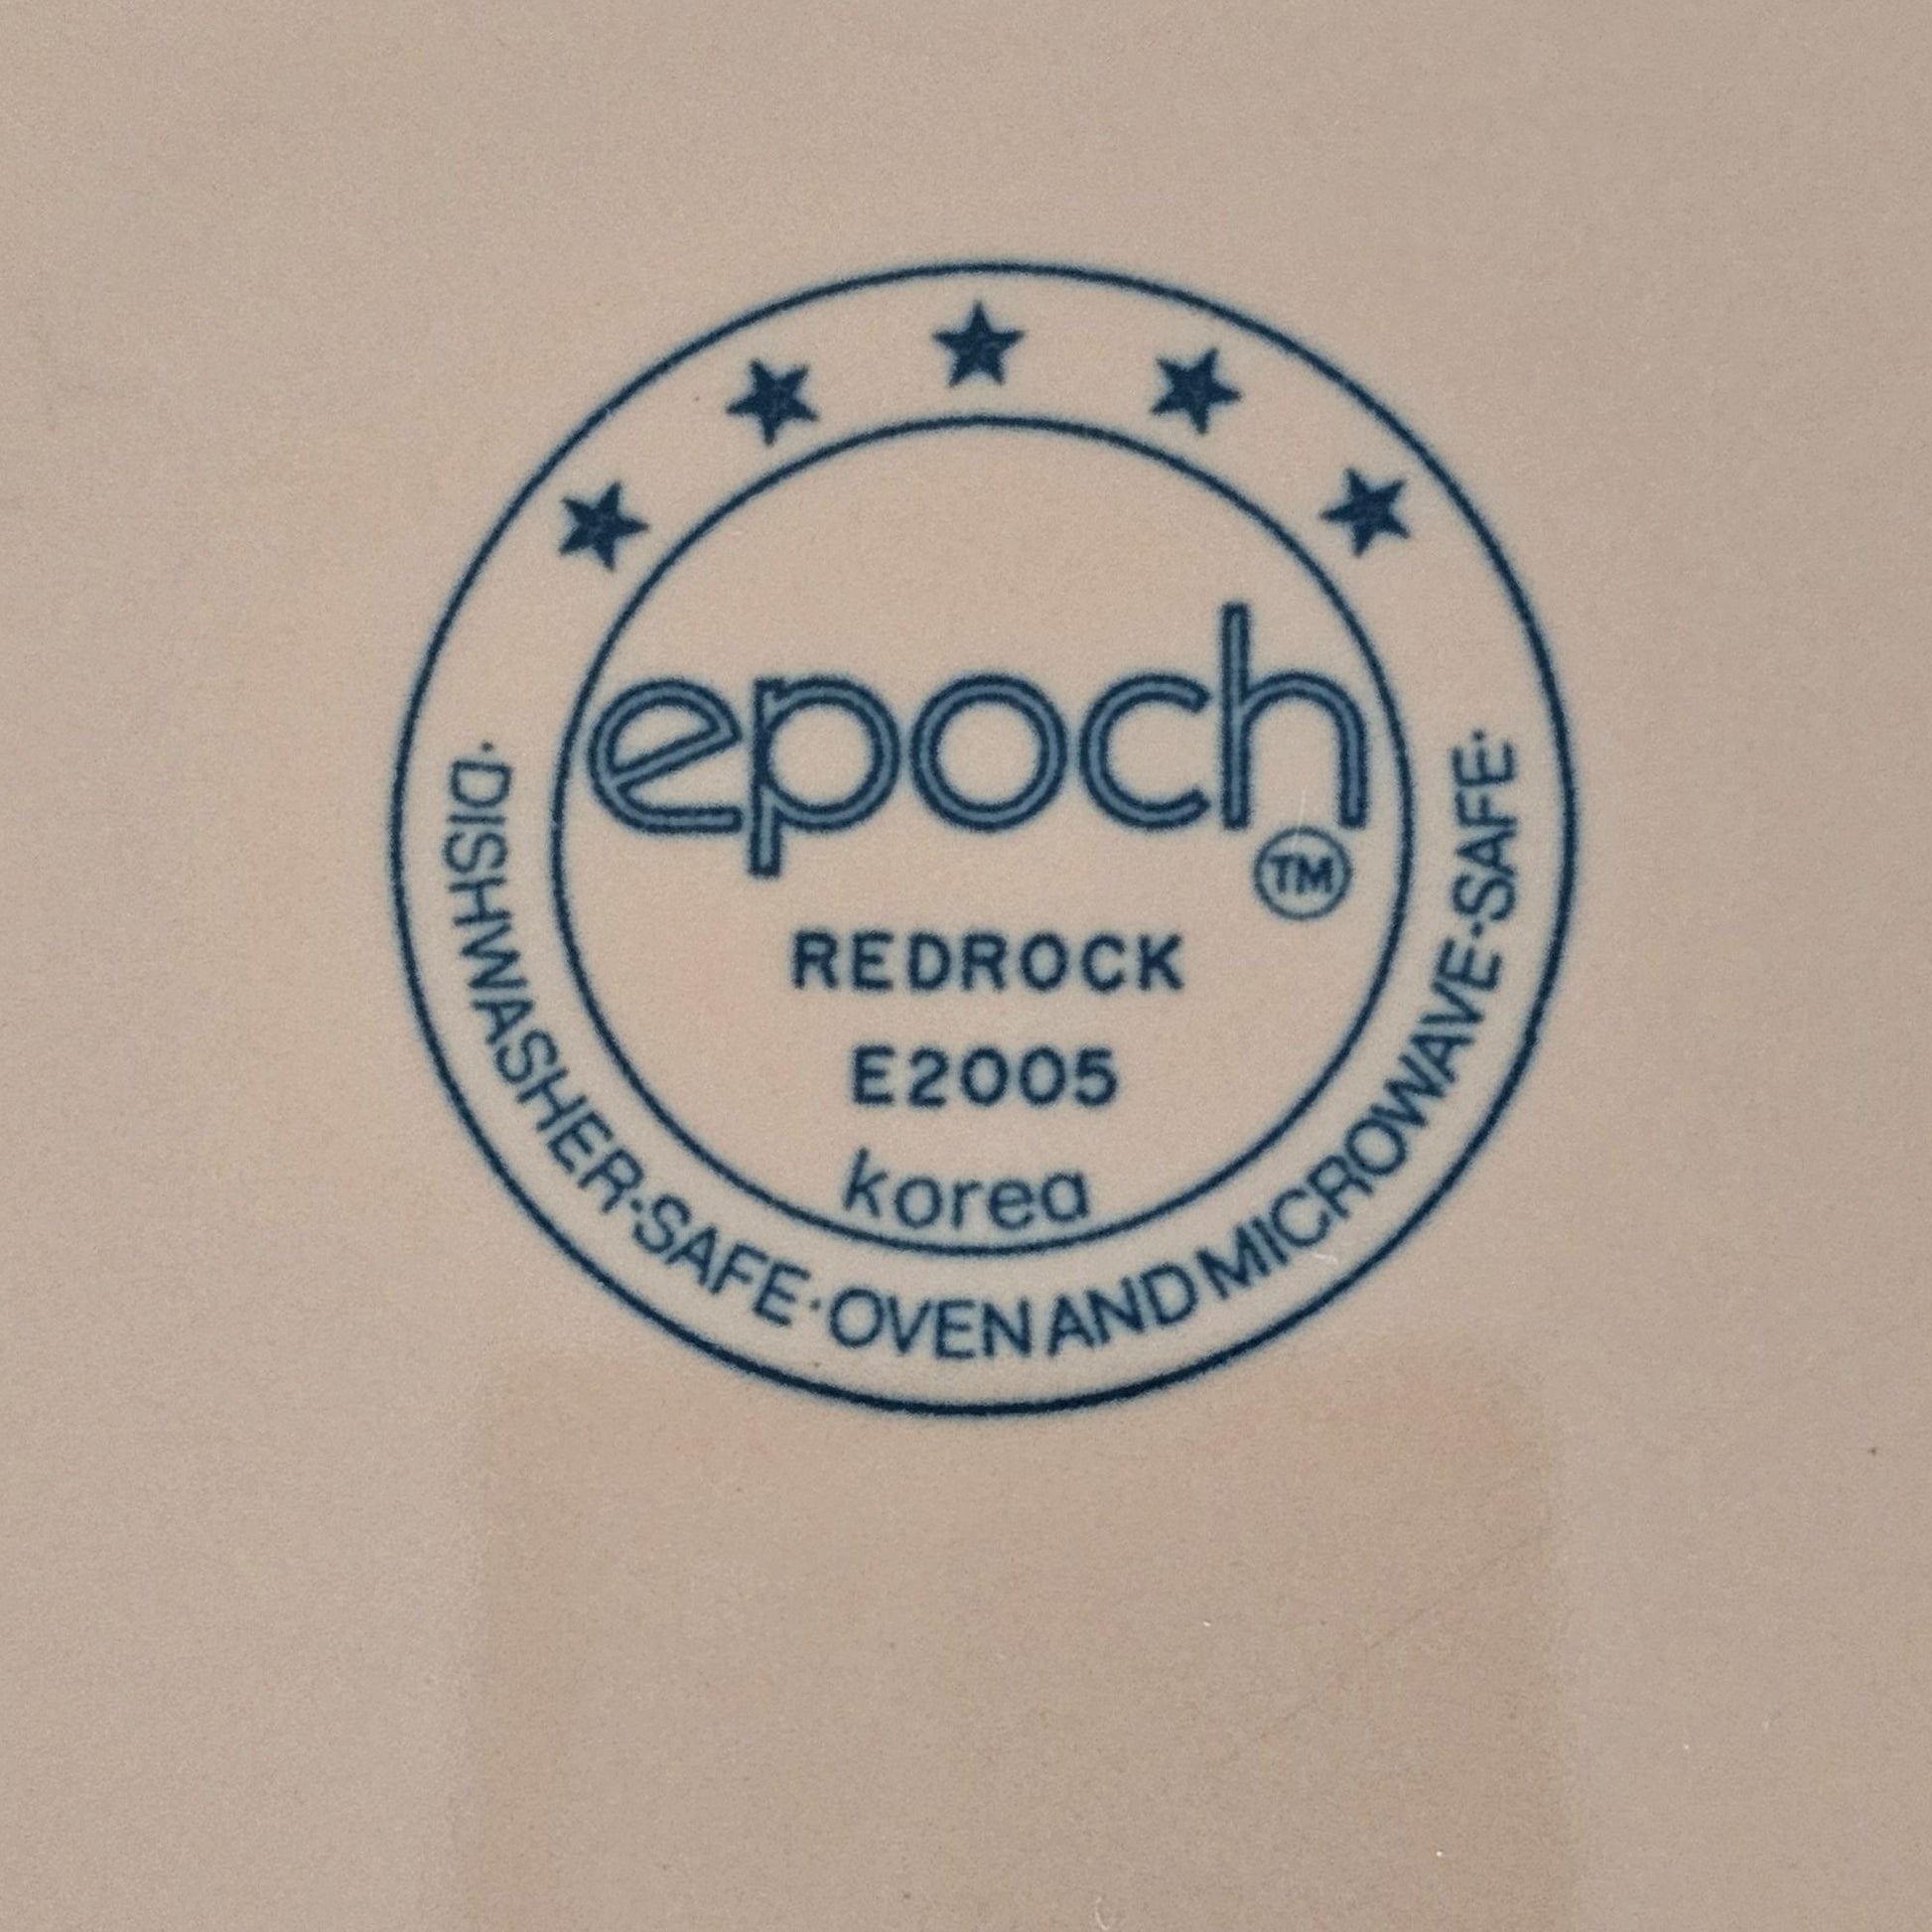 epoch
TM
REDROCK
E2005
korea
·DISHWASHER-SAFE·OVEN AND MICROWAVE-SAFE·